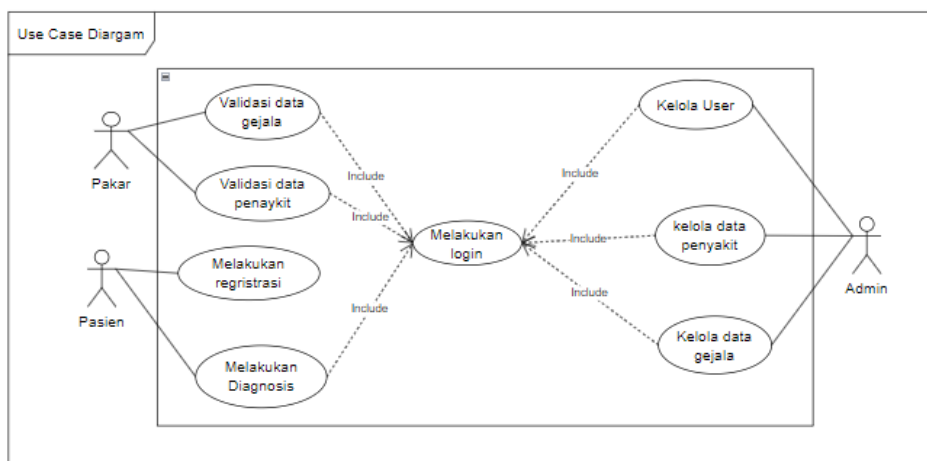 Use Case Diargam
Validasi data
gejala
Kelola User
Pakar
Include
Include
Validasi data
penaykit
Include
Melakukan
login
Include
kelola data
penyakit
Melakukan
regristrasi
Pasien
Admin
Include
Include
Melakukan
Diagnosis
Kelola data
gejala